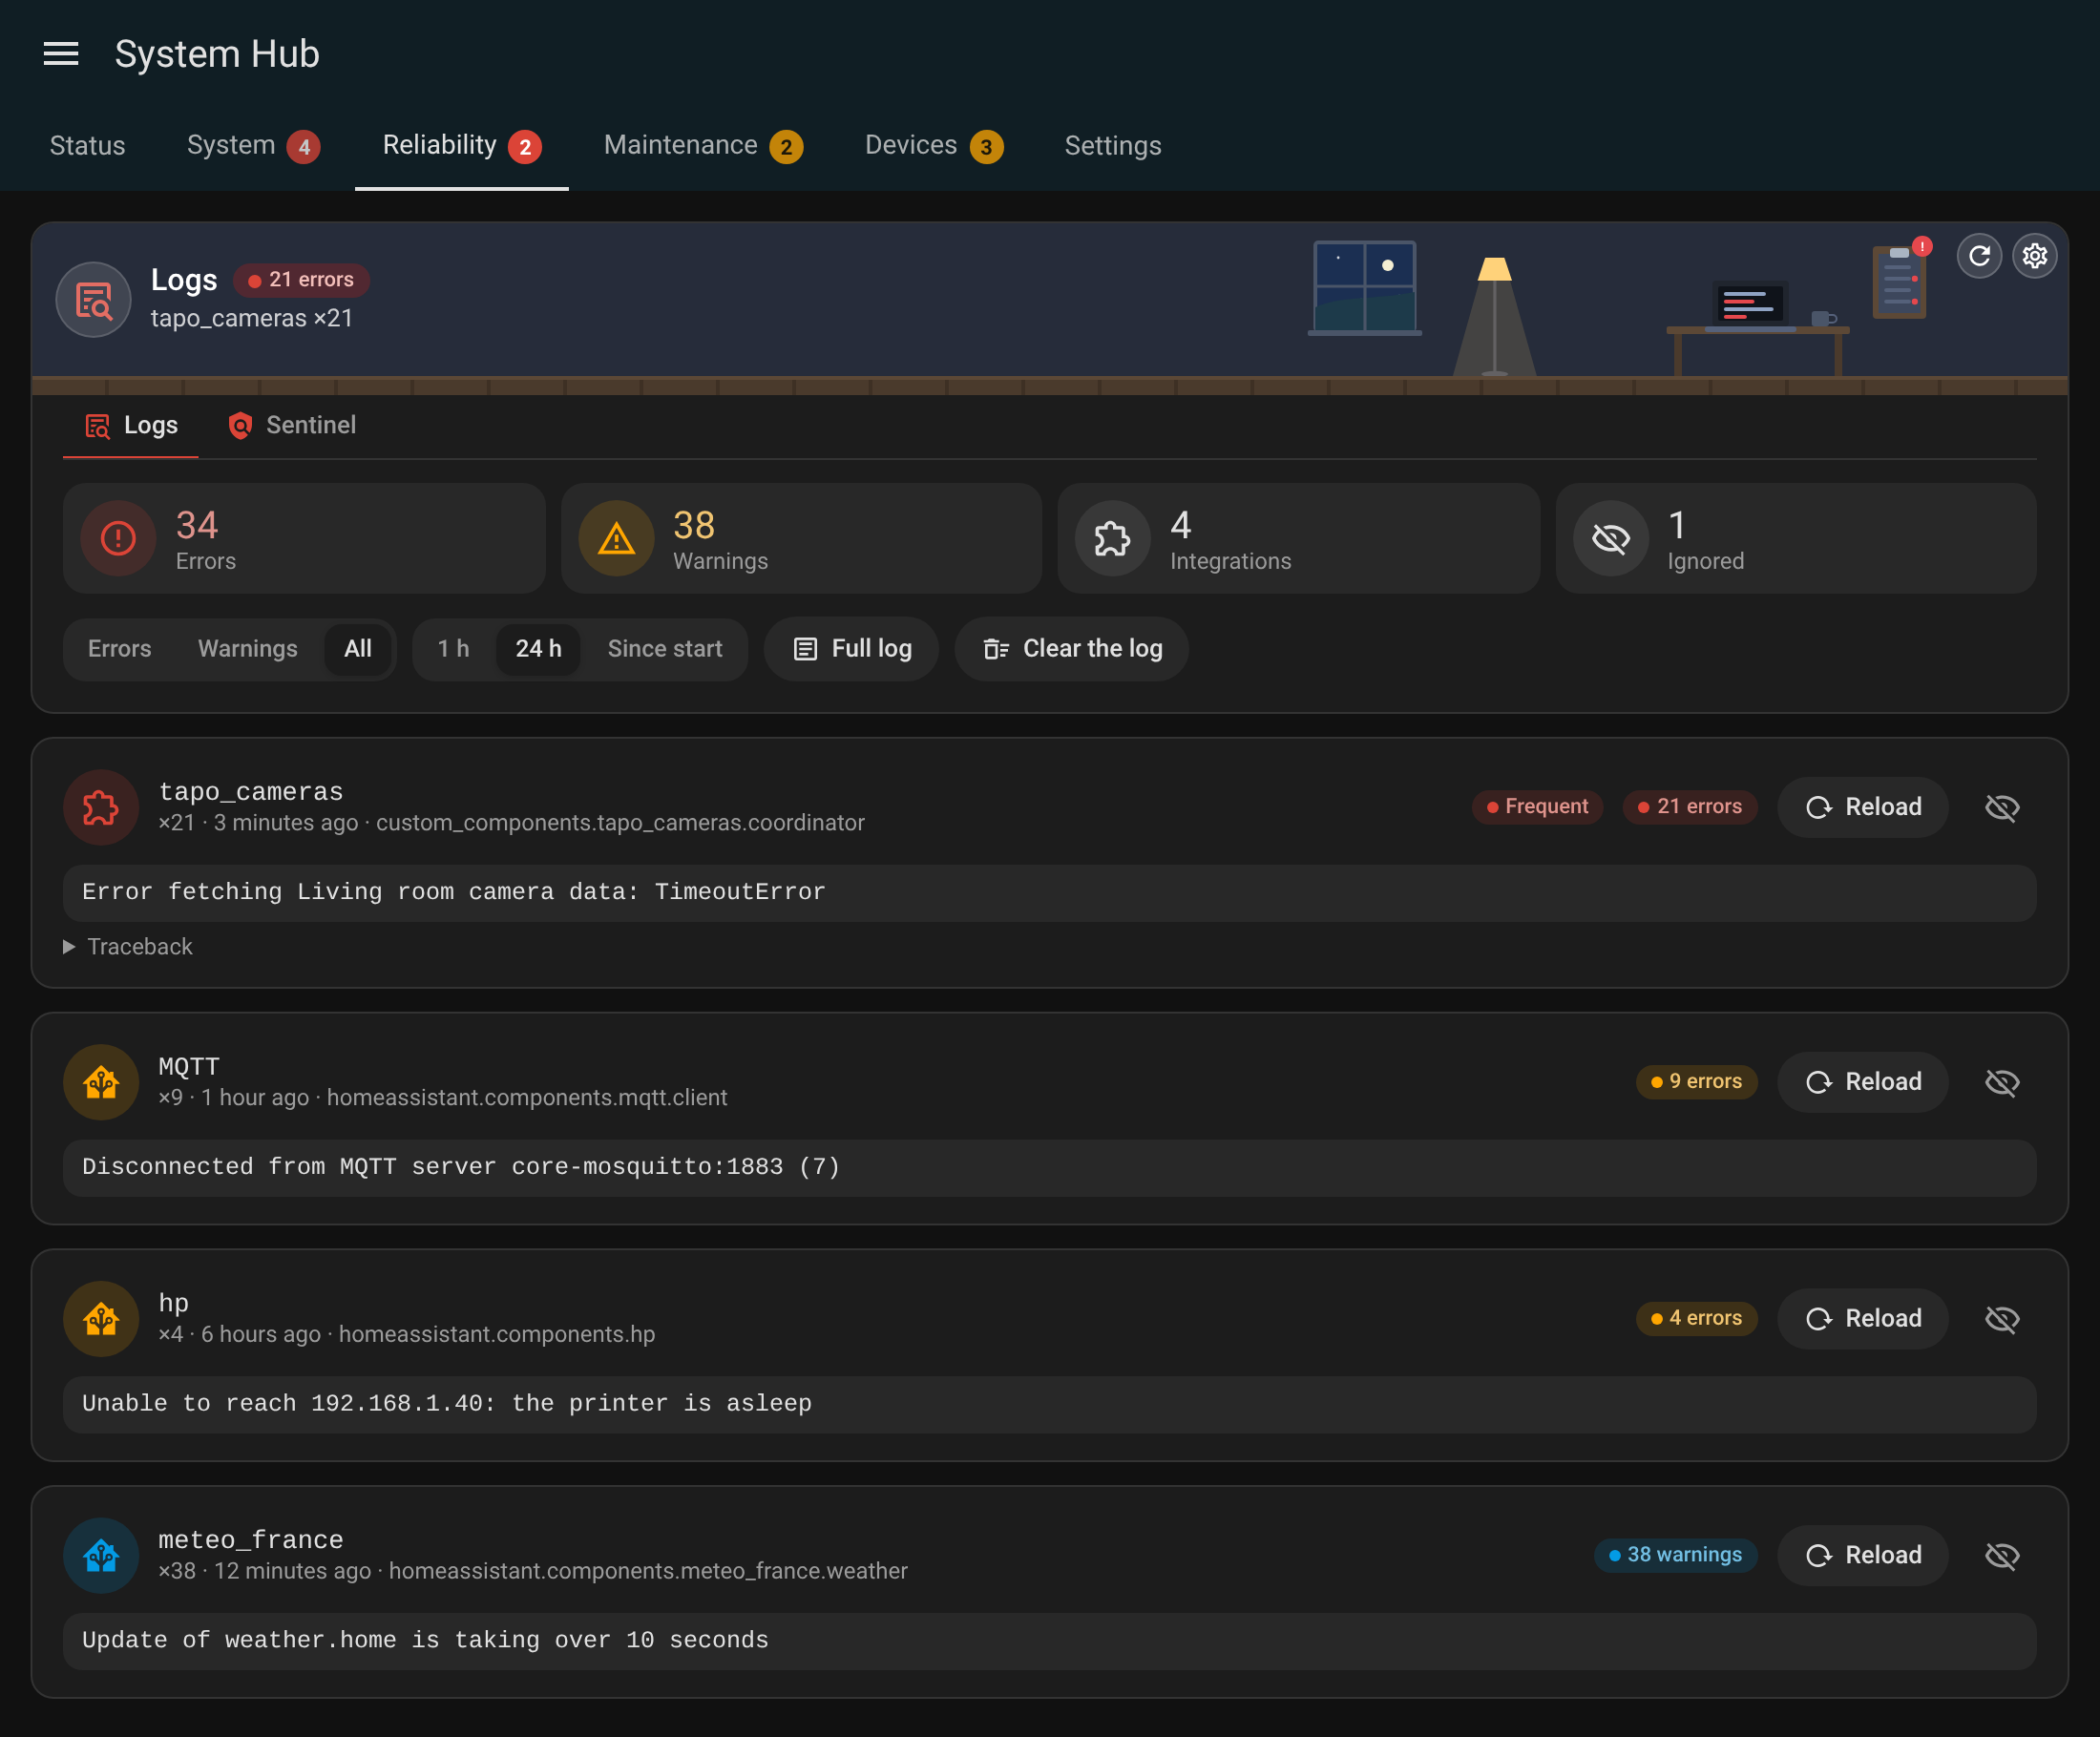 System Hub
Status
System 4
Reliability 2
Maintenance 2
Devices 3
Settings
Logs
21 errors
tapo_cameras ×21
!
Logs
Sentinel
34
Errors
38
Warnings
4
Integrations
1
Ignored
Errors
Warnings
All
1 h
24 h
Since start
Full log
Clear the log
tapo_cameras
×21 · 3 minutes ago · custom_components.tapo_cameras.coordinator
Frequent
21 errors
Reload
Error fetching Living room camera data: TimeoutError
Traceback
MQTT
×9 · 1 hour ago · homeassistant.components.mqtt.client
9 errors
Reload
Disconnected from MQTT server core-mosquitto:1883 (7)
hp
×4 · 6 hours ago · homeassistant.components.hp
4 errors
Reload
Unable to reach 192.168.1.40: the printer is asleep
meteo_france
×38 · 12 minutes ago · homeassistant.components.meteo_france.weather
38 warnings
Reload
Update of weather.home is taking over 10 seconds